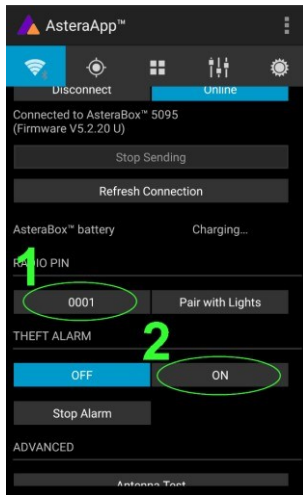 AsteraApp™
Disconnect Online
Connected to AsteraBox™ 5095
(Firmware V5.2.20 U)
Stop Sending
Refresh Connection
AsteraBox™ battery Charging...
1
RADIO PIN
0001 Pair with Lights
THEFT ALARM
2
OFF ON
Stop Alarm
ADVANCED
Antenna Test